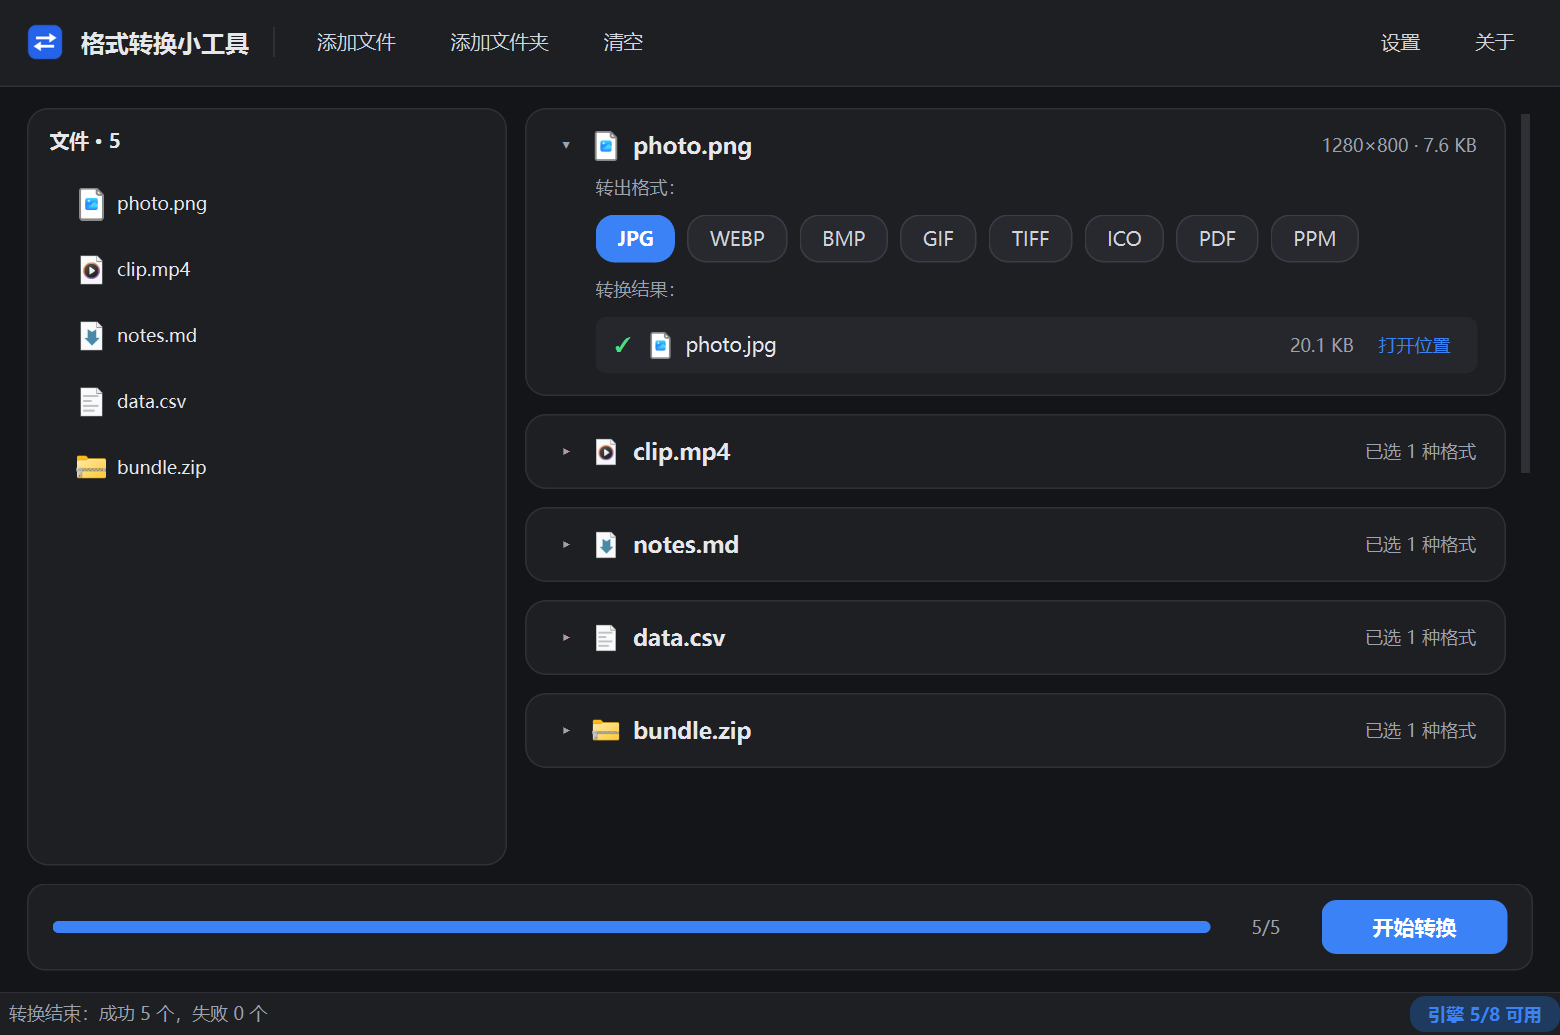 格式转换小工具 添加文件 添加文件夹 清空 设置 关于
文件 • 5
photo.png
clip.mp4
notes.md
data.csv
bundle.zip
photo.png 1280×800 · 7.6 KB
转出格式：
JPG WEBP BMP GIF TIFF ICO PDF PPM
转换结果：
✓ photo.jpg 20.1 KB 打开位置
clip.mp4 已选 1 种格式
notes.md 已选 1 种格式
data.csv 已选 1 种格式
bundle.zip 已选 1 种格式
5/5 开始转换
转换结束：成功 5 个，失败 0 个 引擎 5/8 可用